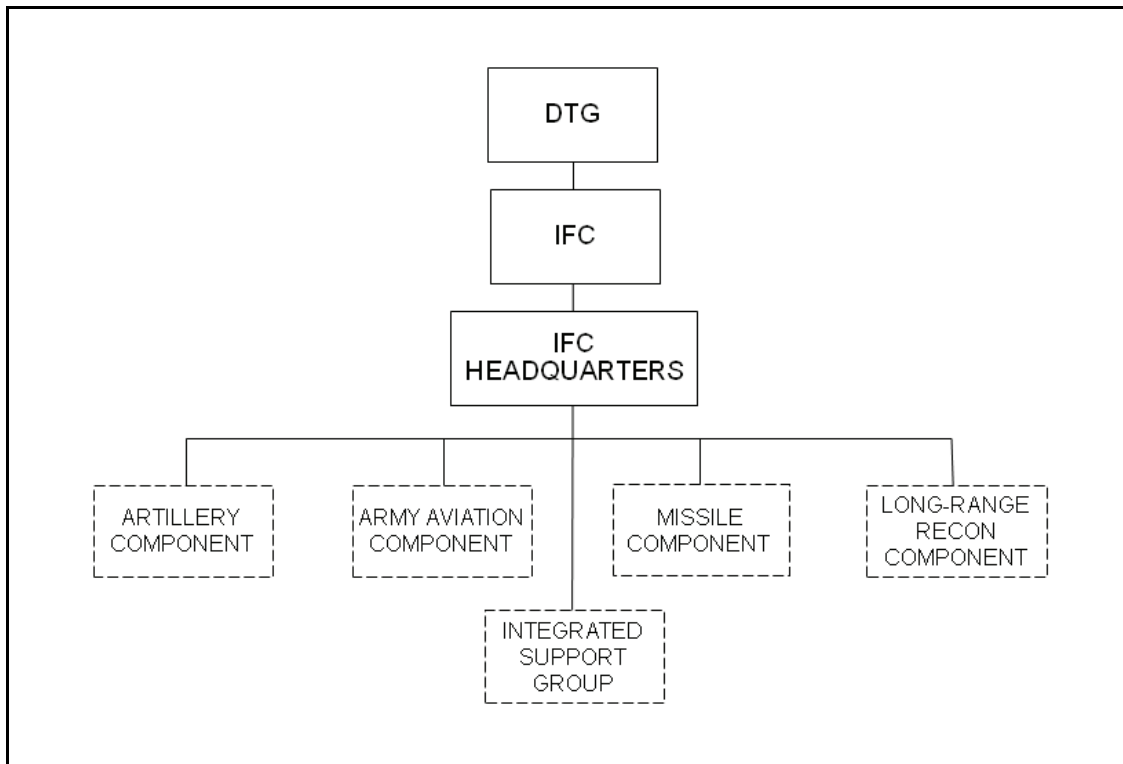 DTG
IFC
IFC
HEADQUARTERS
ARTILLERY
COMPONENT
ARMY AVIATION
COMPONENT
MISSILE
COMPONENT
LONG-RANGE
RECON
COMPONENT
INTEGRATED
SUPPORT
GROUP